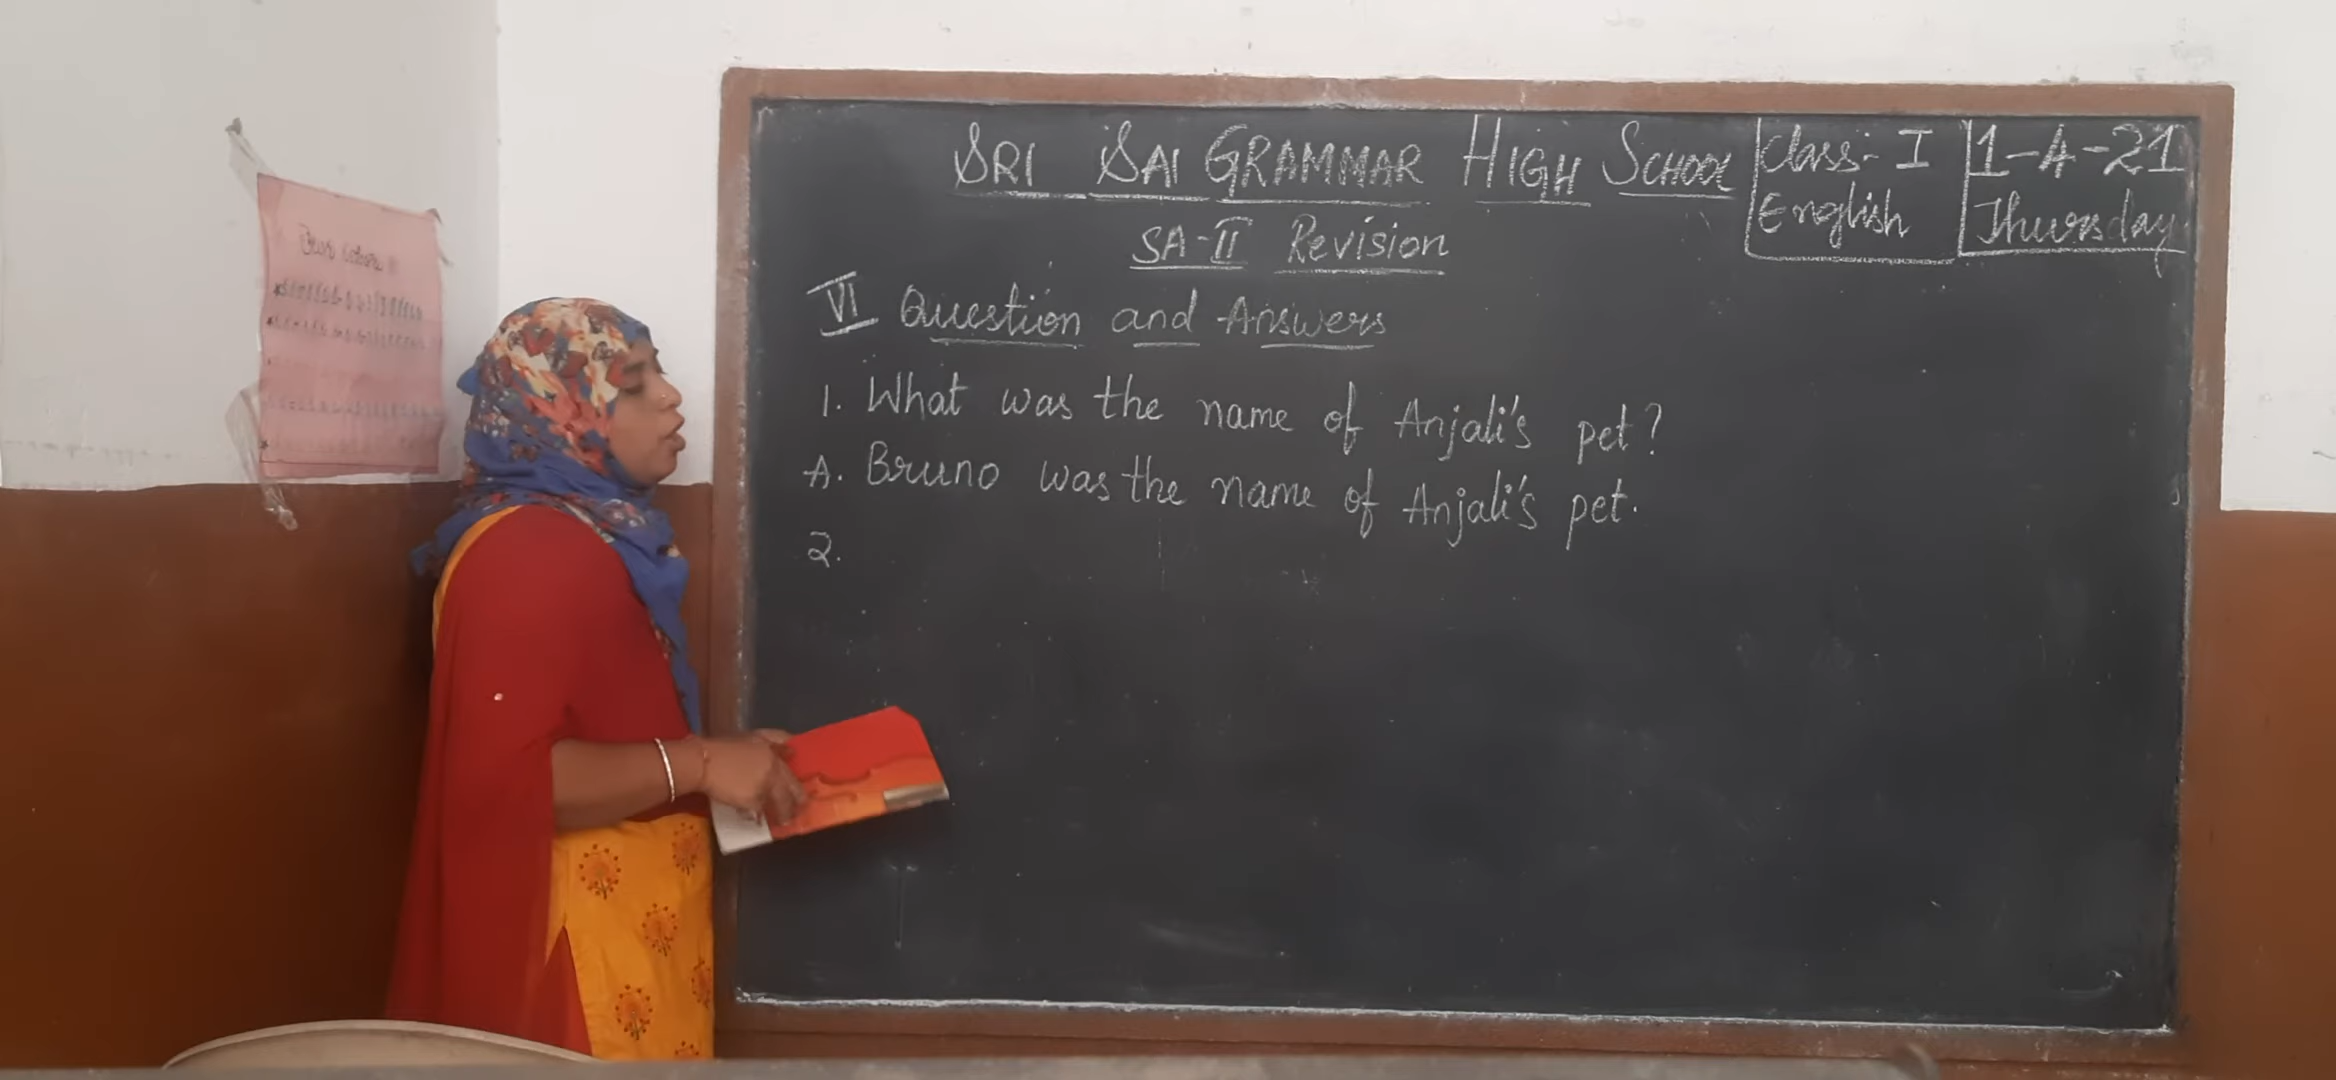 SRI SAI GRAMMAR HIGH SCHOOL
Class:- I
English
1-4-21
Thursday
SA-II Revision
VI Question and Answers
1. What was the name of Anjali's pet?
A. Bruno was the name of Anjali's pet.
2.